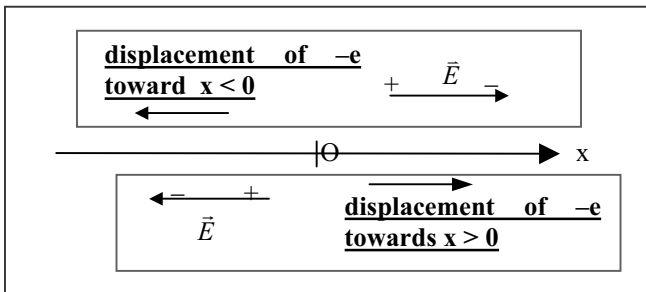 displacement of –e
toward x < 0
+ E⃗ –
O x
– +
E⃗
displacement of –e
towards x > 0